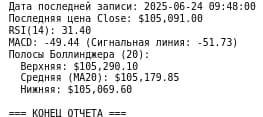 Дата последней записи: 2025-06-24 09:48:00
Последняя цена Close: $105,091.00
RSI(14): 31.40
MACD: -49.44 (Сигнальная линия: -51.73)
Полосы Боллинджера (20):
  Верхняя: $105,290.10
  Средняя (MA20): $105,179.85
  Нижняя: $105,069.60

=== КОНЕЦ ОТЧЕТА ===